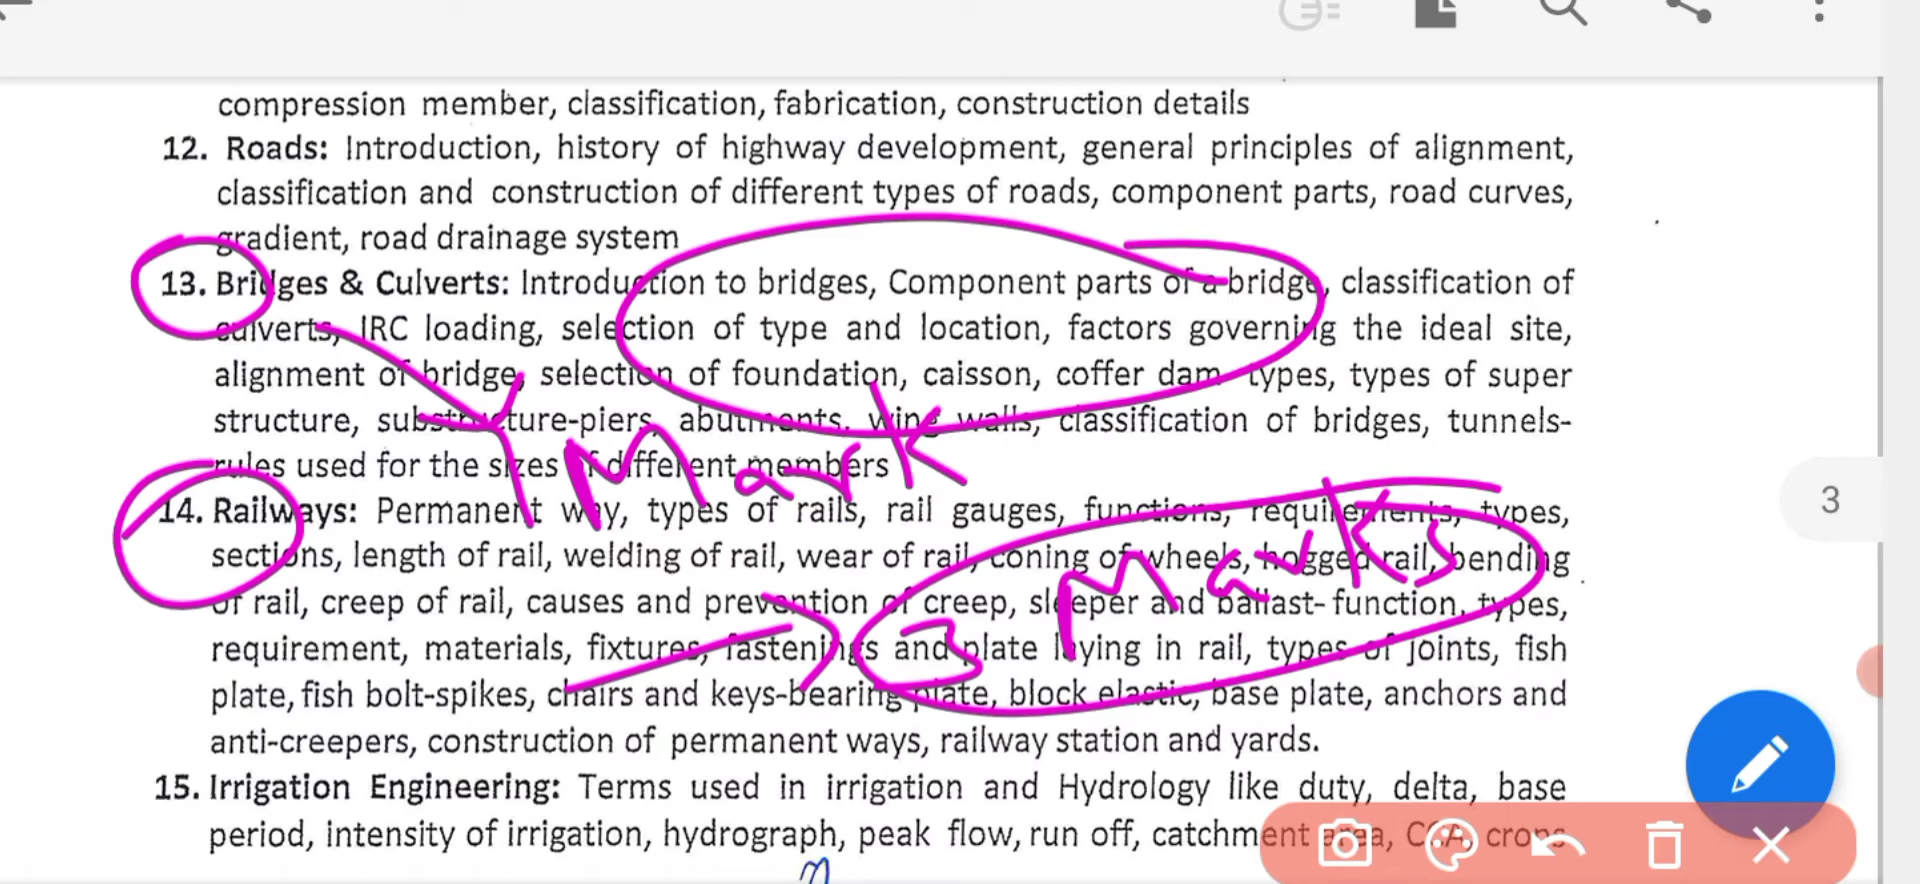 compression member, classification, fabrication, construction details
12. Roads: Introduction, history of highway development, general principles of alignment,
classification and construction of different types of roads, component parts, road curves,
gradient, road drainage system
13. Bridges & Culverts: Introduction to bridges, Component parts of a bridge, classification of
culverts, IRC loading, selection of type and location, factors governing the ideal site,
alignment of bridge, selection of foundation, caisson, coffer dam types, types of super
structure, substructure-piers, abutments, wing walls, classification of bridges, tunnels-
rules used for the sizes of different members
Mark
14. Railways: Permanent way, types of rails, rail gauges, functions, requirements, types,
sections, length of rail, welding of rail, wear of rail, coning of wheels, hogged rail, bending
of rail, creep of rail, causes and prevention of creep, sleeper and ballast- function, types,
3 Marks
requirement, materials, fixtures, fastenings and plate laying in rail, types of joints, fish
plate, fish bolt-spikes, chairs and keys-bearing plate, block elastic, base plate, anchors and
anti-creepers, construction of permanent ways, railway station and yards.
15. Irrigation Engineering: Terms used in irrigation and Hydrology like duty, delta, base
period, intensity of irrigation, hydrograph, peak flow, run off, catchment area, CCA, crops
3